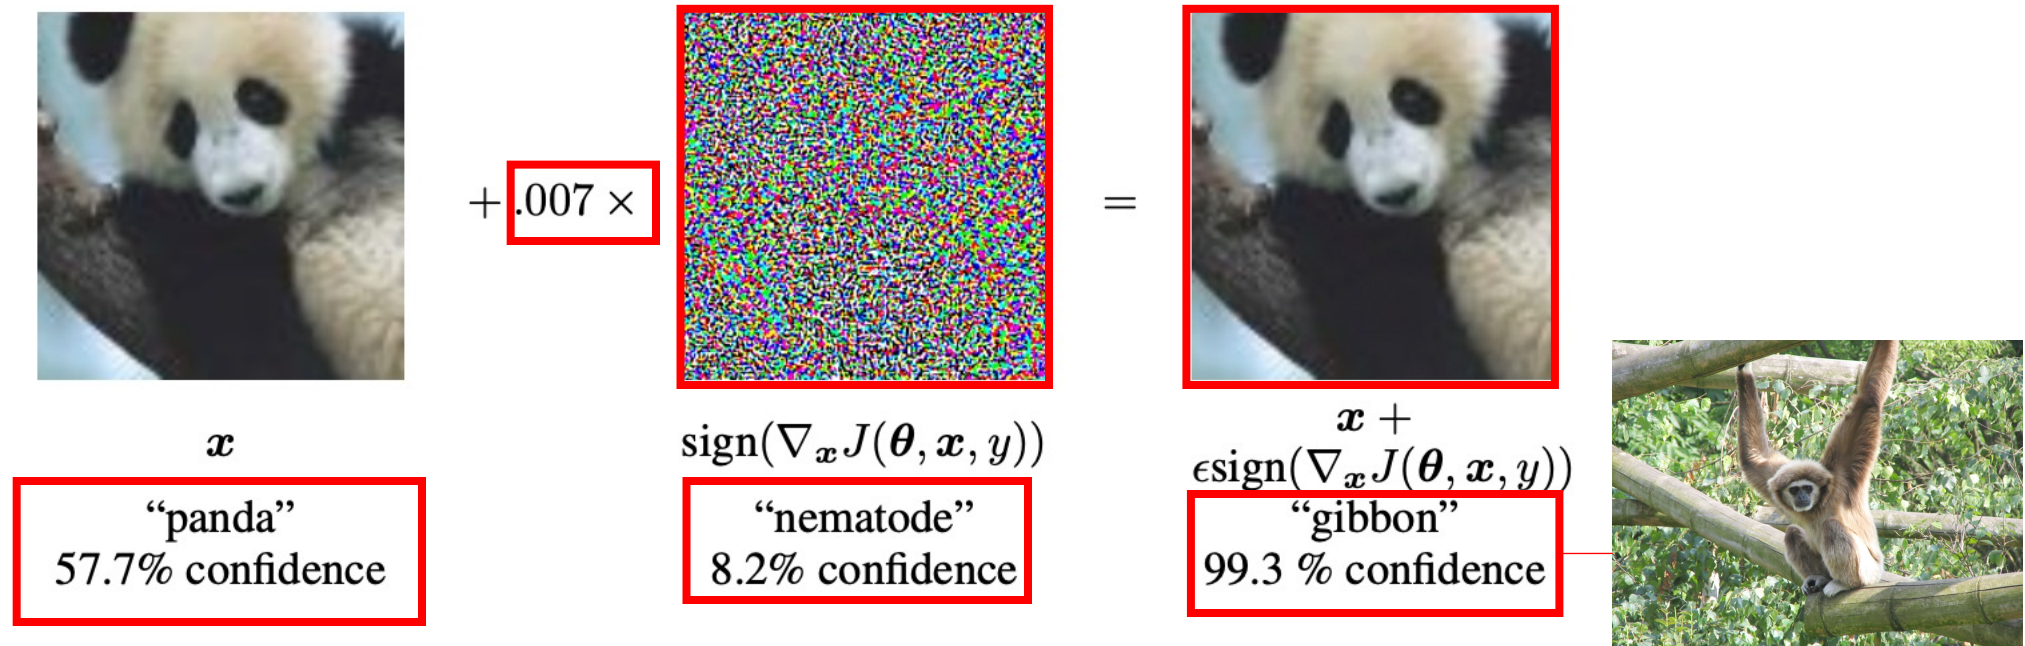 + .007 × =
x
“panda”
57.7% confidence
sign(∇ₓJ(θ, x, y))
“nematode”
8.2% confidence
x +
ϵsign(∇ₓJ(θ, x, y))
“gibbon”
99.3 % confidence